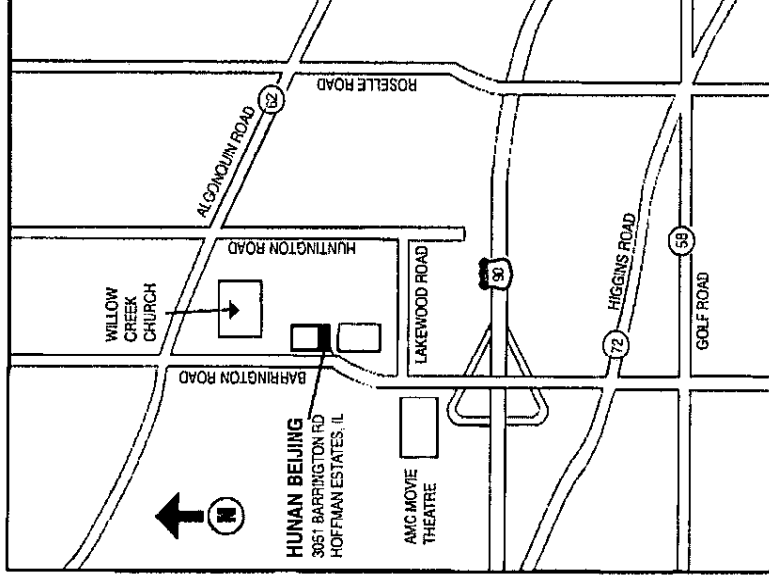 ROSELLE ROAD
62
ALGONQUIN ROAD
HUNTINGTON ROAD
WILLOW
CREEK
CHURCH
LAKEWOOD ROAD
90
HIGGINS ROAD
58
GOLF ROAD
72
BARRINGTON ROAD
HUNAN BEIJING
3051 BARRINGTON RD
HOFFMAN ESTATES, IL
AMC MOVIE
THEATRE
N